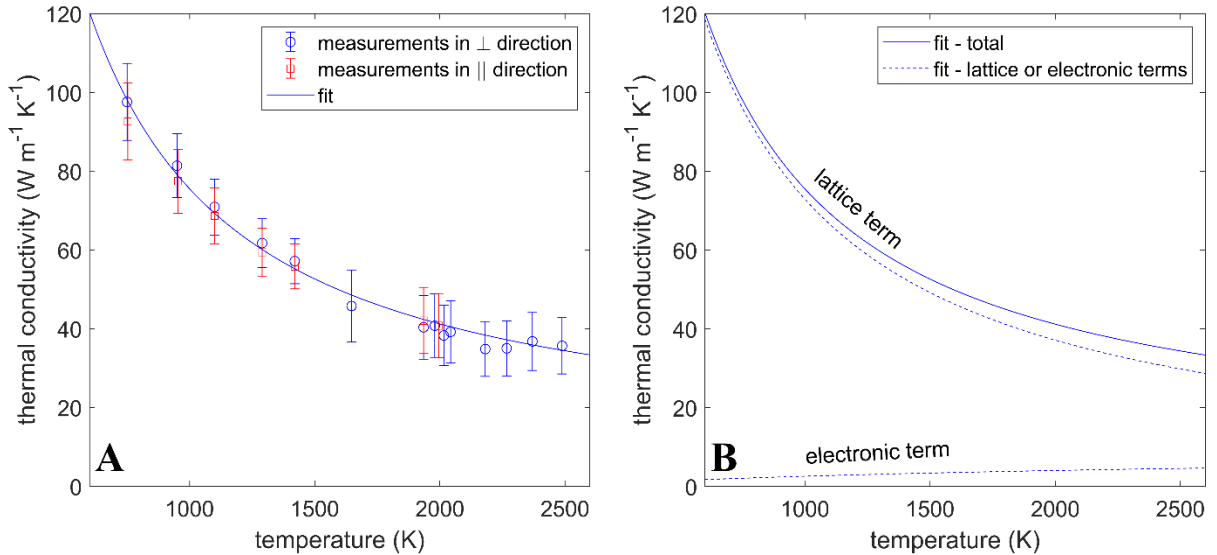 120
100
80
60
40
20
0
thermal conductivity (W m⁻¹ K⁻¹)
measurements in ⊥ direction
measurements in || direction
fit
A
1000 1500 2000 2500
temperature (K)
120
100
80
60
40
20
0
thermal conductivity (W m⁻¹ K⁻¹)
fit - total
fit - lattice or electronic terms
lattice term
electronic term
B
1000 1500 2000 2500
temperature (K)